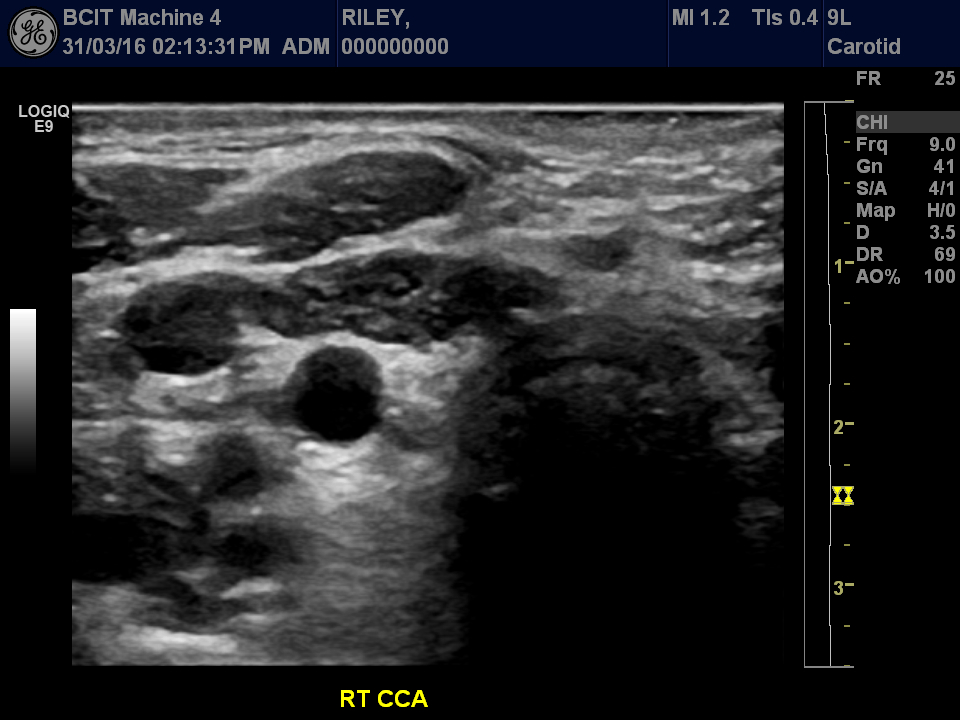 GE
BCIT Machine 4
31/03/16 02:13:31PM ADM
RILEY,
000000000
MI 1.2 TIs 0.4
9L
Carotid
LOGIQ
E9
FR 25
CHI
Frq 9.0
Gn 41
S/A 4/1
Map H/0
D 3.5
DR 69
AO% 100
1
2
3
RT CCA